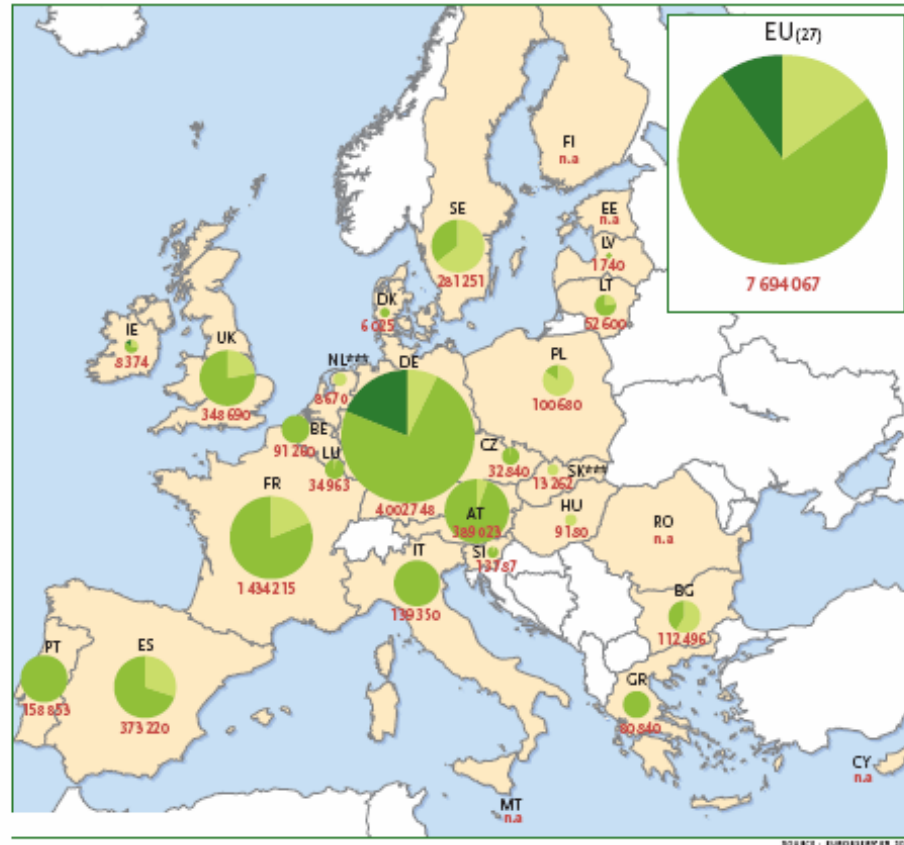 EU(27)
7 694 067
FI
n.a
SE
281 251
EE
n.a
LV
1 740
LT
52 600
DK
6 025
IE
8 374
UK
348 690
NL***
8 670
DE
4 002 748
PL
100 680
BE
91 260
LU
34 963
CZ
32 840
SK***
13 262
FR
1 434 215
AT
389 023
HU
9 180
RO
n.a
SI
13 787
IT
139 350
BG
112 496
PT
158 853
ES
373 220
GR
80 840
CY
n.a
MT
n.a